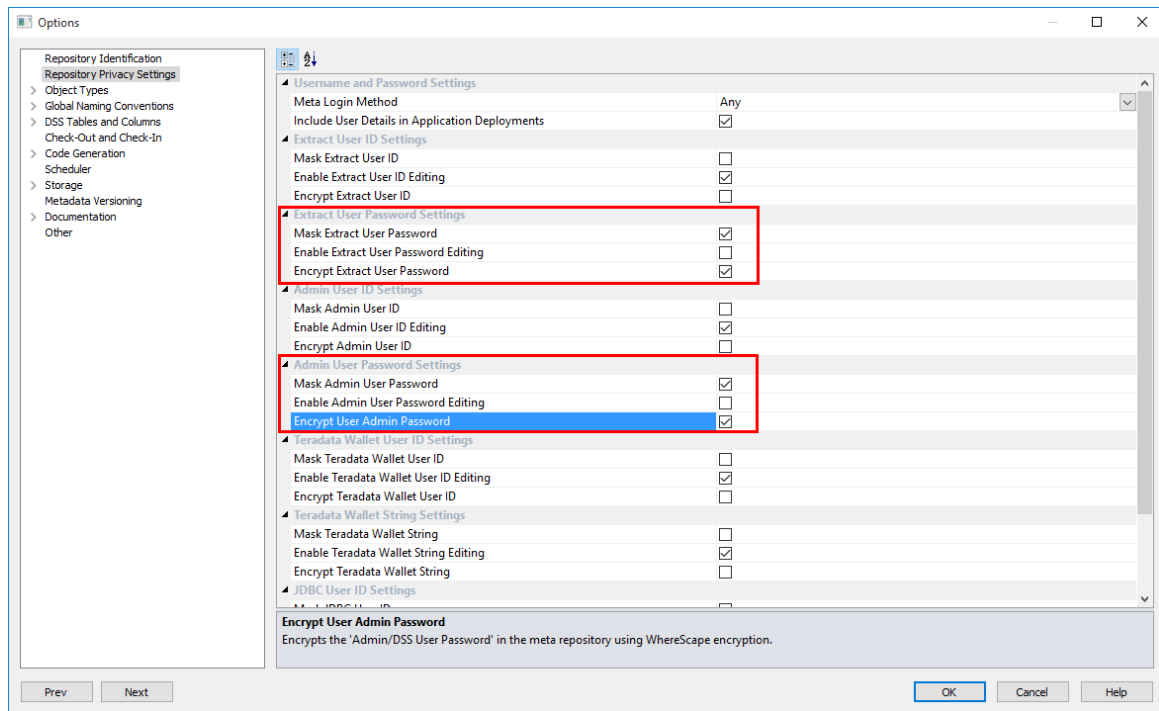 Options
Repository Identification
Repository Privacy Settings
Object Types
Global Naming Conventions
DSS Tables and Columns
Check-Out and Check-In
Code Generation
Scheduler
Storage
Metadata Versioning
Documentation
Other
Username and Password Settings
Meta Login Method Any
Include User Details in Application Deployments
Extract User ID Settings
Mask Extract User ID
Enable Extract User ID Editing
Encrypt Extract User ID
Extract User Password Settings
Mask Extract User Password
Enable Extract User Password Editing
Encrypt Extract User Password
Admin User ID Settings
Mask Admin User ID
Enable Admin User ID Editing
Encrypt Admin User ID
Admin User Password Settings
Mask Admin User Password
Enable Admin User Password Editing
Encrypt User Admin Password
Teradata Wallet User ID Settings
Mask Teradata Wallet User ID
Enable Teradata Wallet User ID Editing
Encrypt Teradata Wallet User ID
Teradata Wallet String Settings
Mask Teradata Wallet String
Enable Teradata Wallet String Editing
Encrypt Teradata Wallet String
JDBC User ID Settings
Encrypt User Admin Password
Encrypts the 'Admin/DSS User Password' in the meta repository using WhereScape encryption.
Prev Next OK Cancel Help